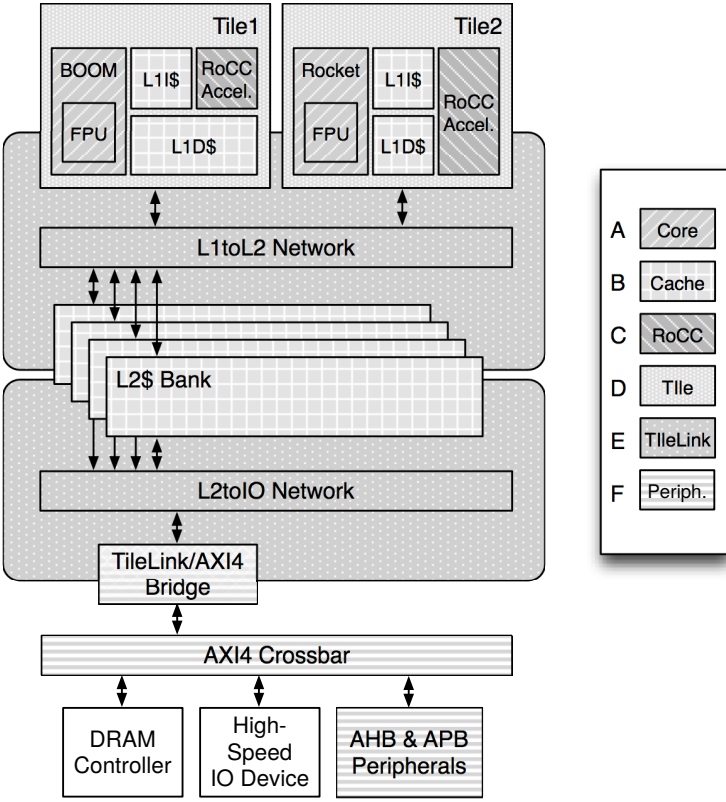 Tile1
BOOM
FPU
L1I$
RoCC
Accel.
L1D$
Tile2
Rocket
FPU
L1I$
L1D$
RoCC
Accel.
L1toL2 Network
L2$ Bank
L2toIO Network
TileLink/AXI4
Bridge
AXI4 Crossbar
DRAM
Controller
High-
Speed
IO Device
AHB & APB
Peripherals
A Core
B Cache
C RoCC
D TIle
E TIleLink
F Periph.